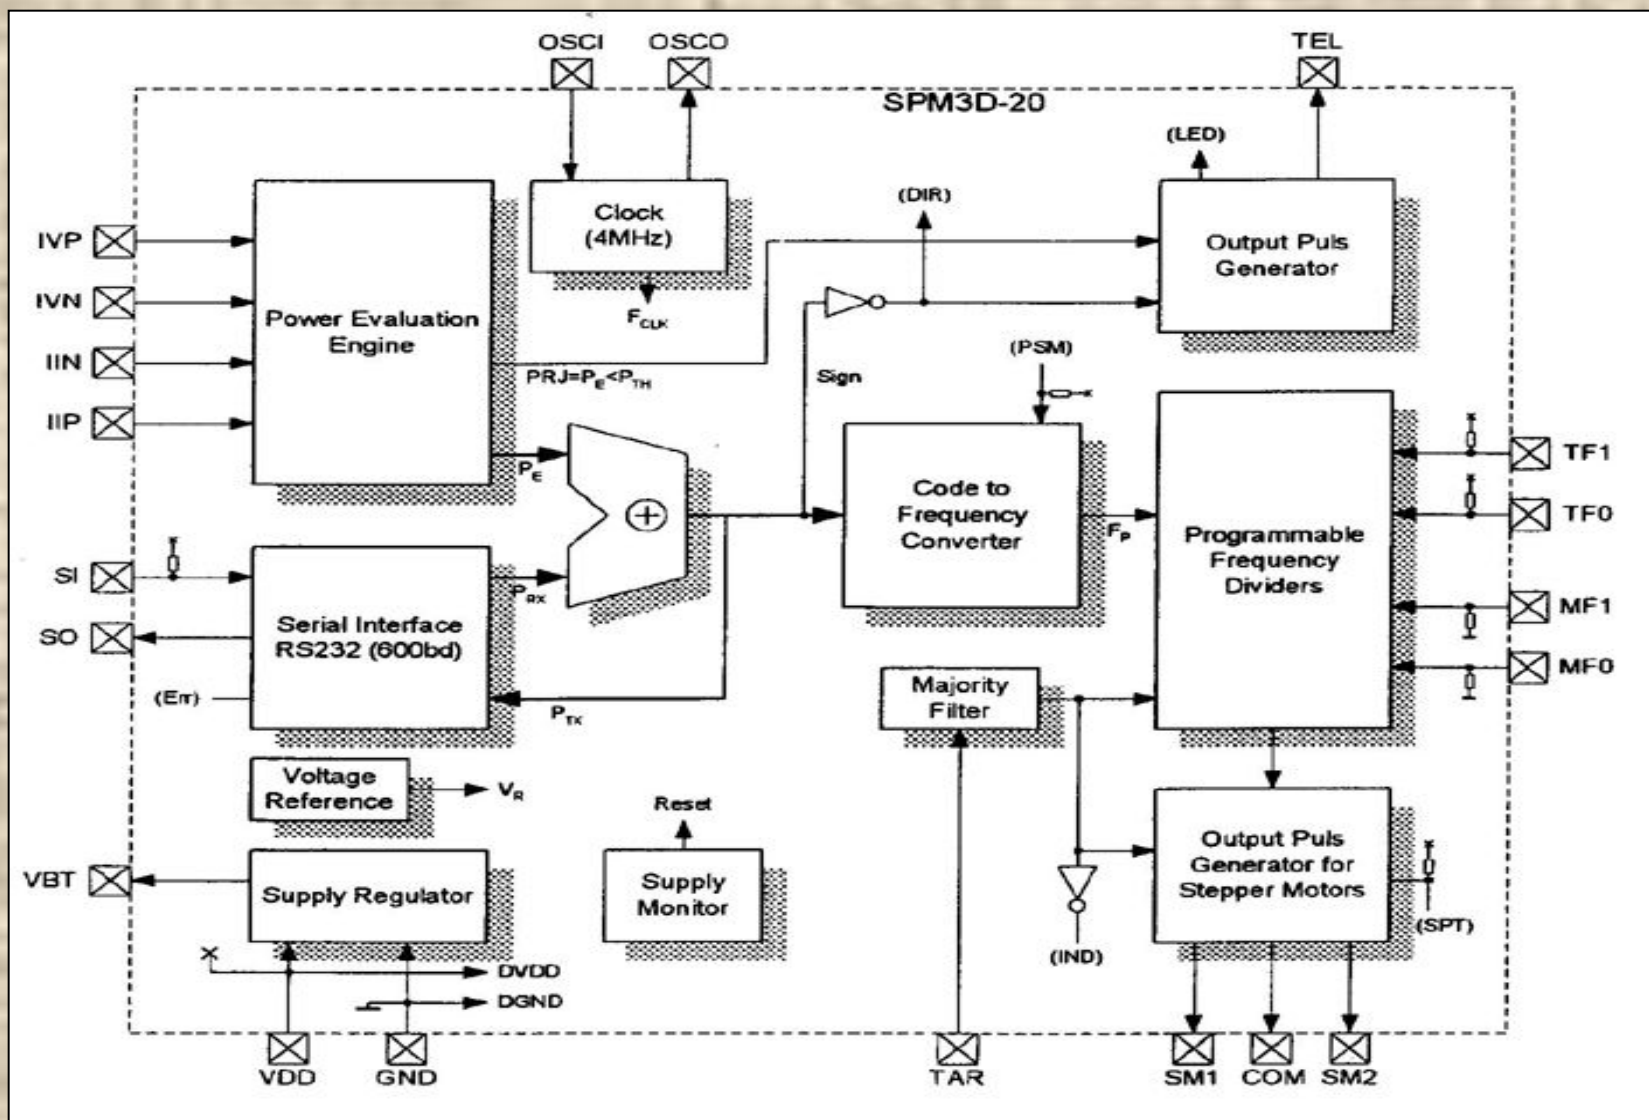 OSCI
OSCO
TEL
SPM3D-20
(LED)
Clock
(4MHz)
(DIR)
Output Puls
Generator
IVP
IVN
IIN
IIP
Power Evaluation
Engine
FCLK
PRJ=PE<PTH
Sign
(PSM)
PE
Code to
Frequency
Converter
FP
Programmable
Frequency
Dividers
TF1
TF0
MF1
MF0
SI
SO
(Err)
Serial Interface
RS232 (600bd)
PRX
PTX
Majority
Filter
Voltage
Reference
VR
Reset
VBT
Supply Regulator
Supply
Monitor
Output Puls
Generator for
Stepper Motors
(SPT)
(IND)
DVDD
DGND
VDD
GND
TAR
SM1
COM
SM2